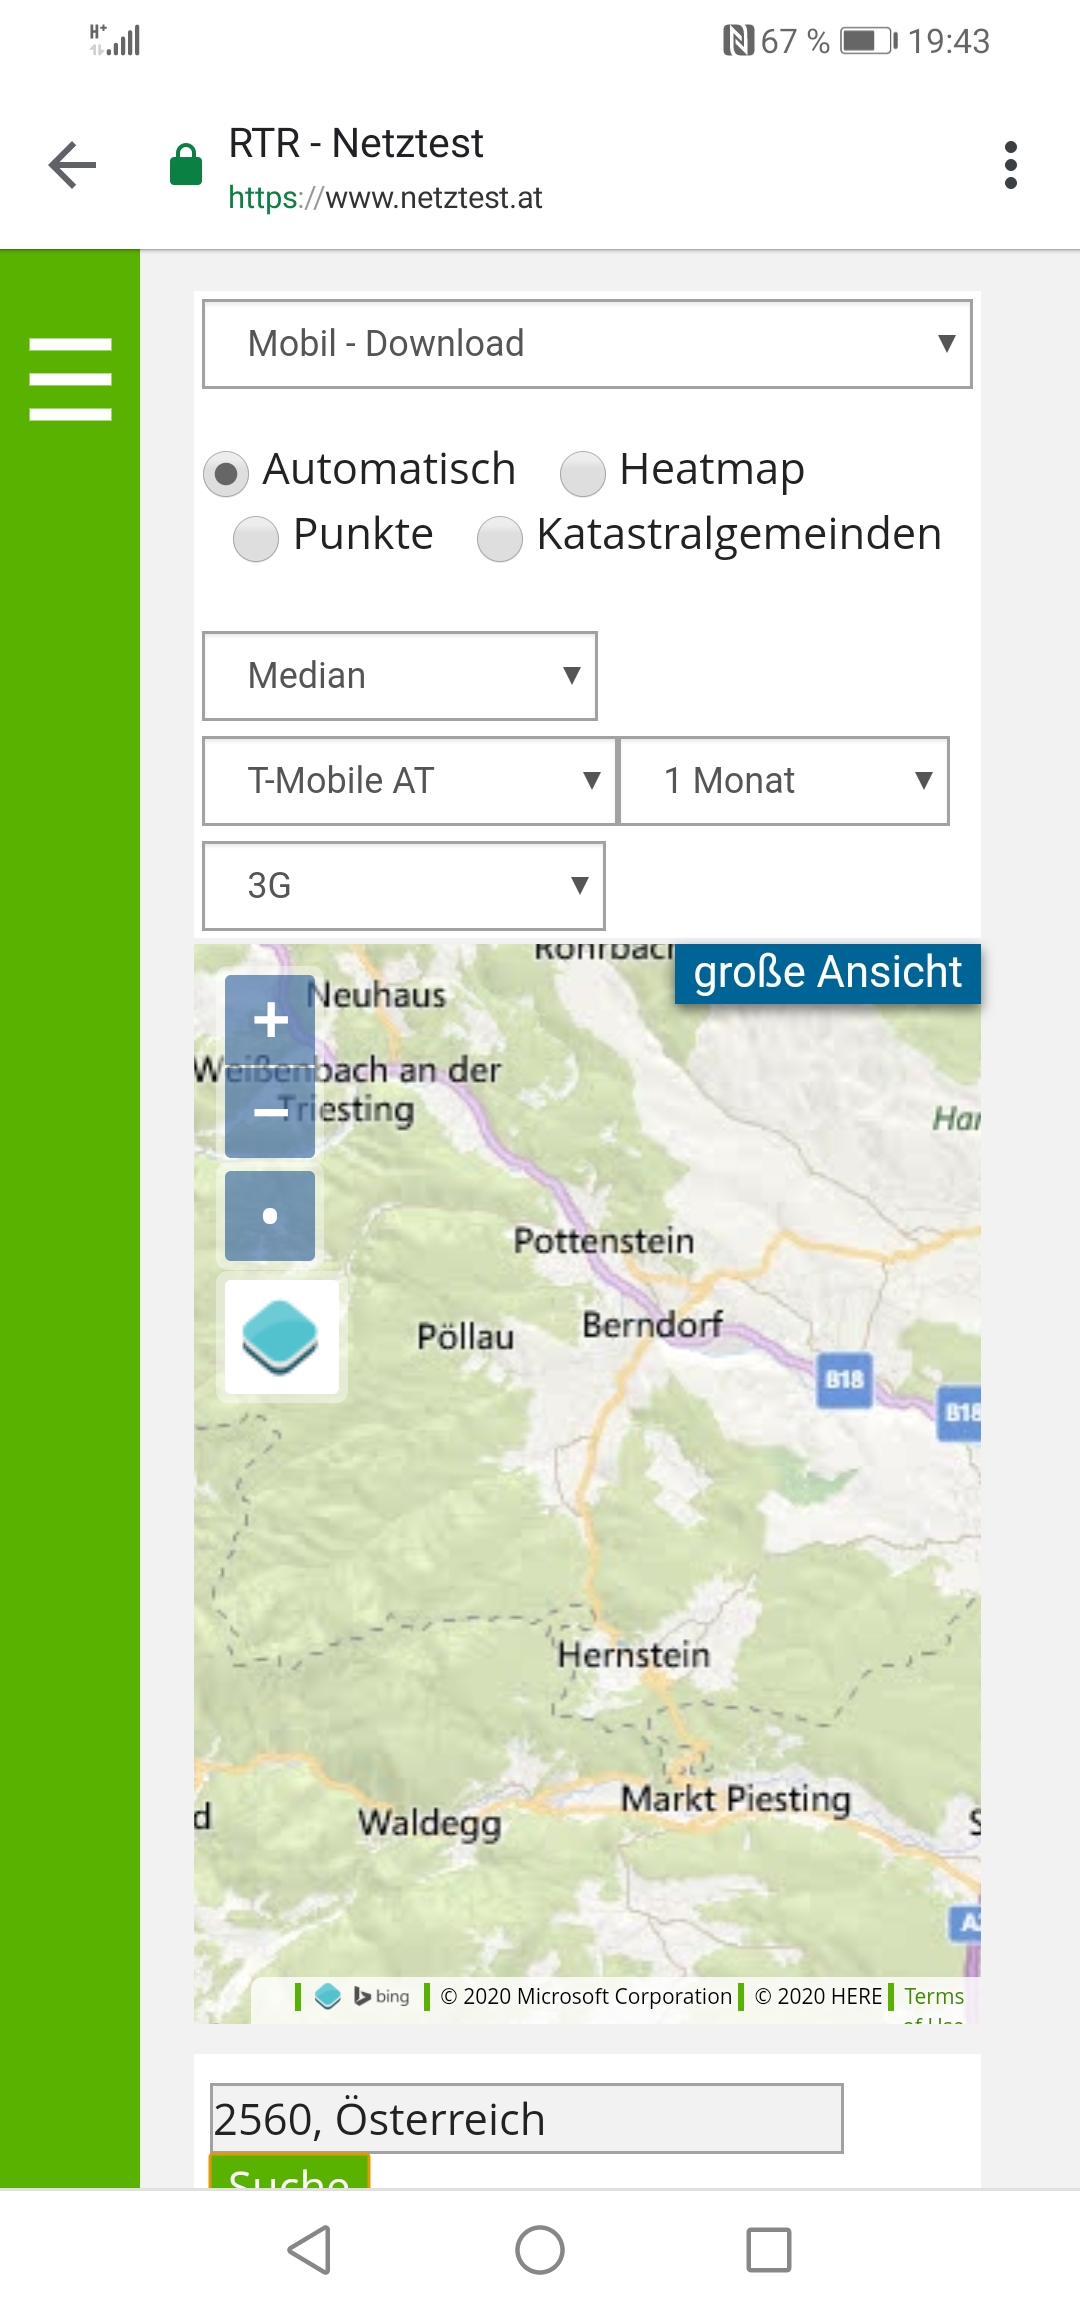 H+ 67 % 19:43
RTR - Netztest
https://www.netztest.at
Mobil - Download
Automatisch Heatmap
Punkte Katastralgemeinden
Median
T-Mobile AT 1 Monat
3G
große Ansicht
Neuhaus
Weißenbach an der
Triesting
Har
Pottenstein
Berndorf
Pöllau
B18
B18
Hernstein
Markt Piesting
d
Waldegg
S
bing © 2020 Microsoft Corporation © 2020 HERE Terms
of Use
2560, Österreich
Suche